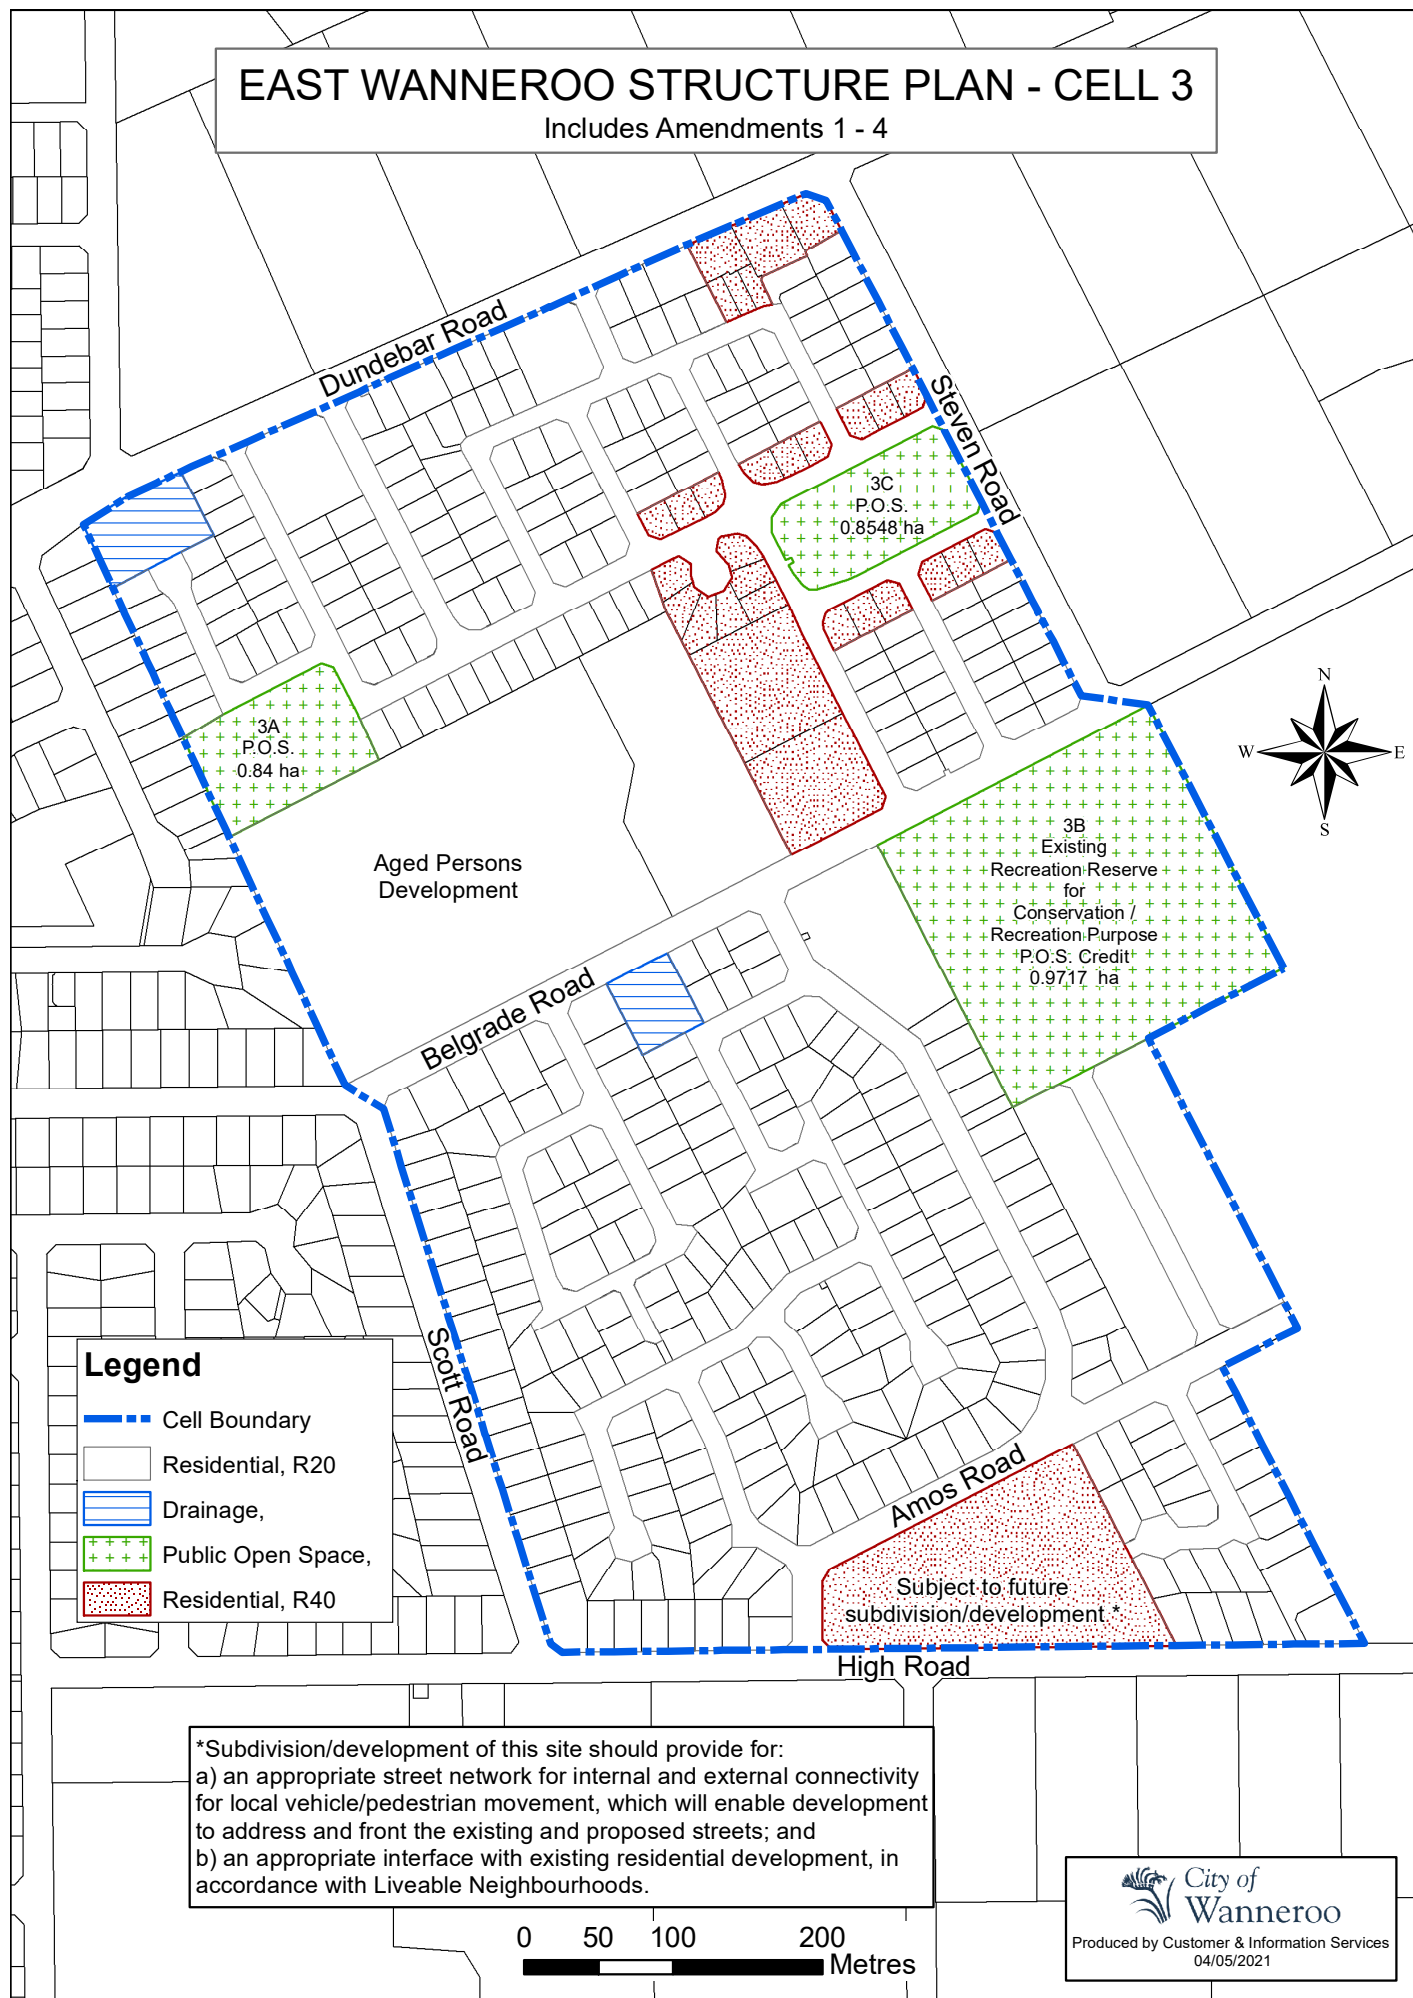 EAST WANNEROO STRUCTURE PLAN - CELL 3
Includes Amendments 1 - 4
Dundebar Road
Steven Road
3C
P.O.S.
0.8548 ha
3A
P.O.S.
0.84 ha
N
W
E
S
3B
Existing
Recreation Reserve
for
Conservation /
Recreation Purpose
P.O.S. Credit
0.9717 ha
Aged Persons
Development
Belgrade Road
Scott Road
Legend
Cell Boundary
Residential, R20
Drainage,
Public Open Space,
Residential, R40
Amos Road
Subject to future
subdivision/development *
High Road
*Subdivision/development of this site should provide for:
a) an appropriate street network for internal and external connectivity
for local vehicle/pedestrian movement, which will enable development
to address and front the existing and proposed streets; and
b) an appropriate interface with existing residential development, in
accordance with Liveable Neighbourhoods.
0 50 100 200
Metres
City of
Wanneroo
Produced by Customer & Information Services
04/05/2021